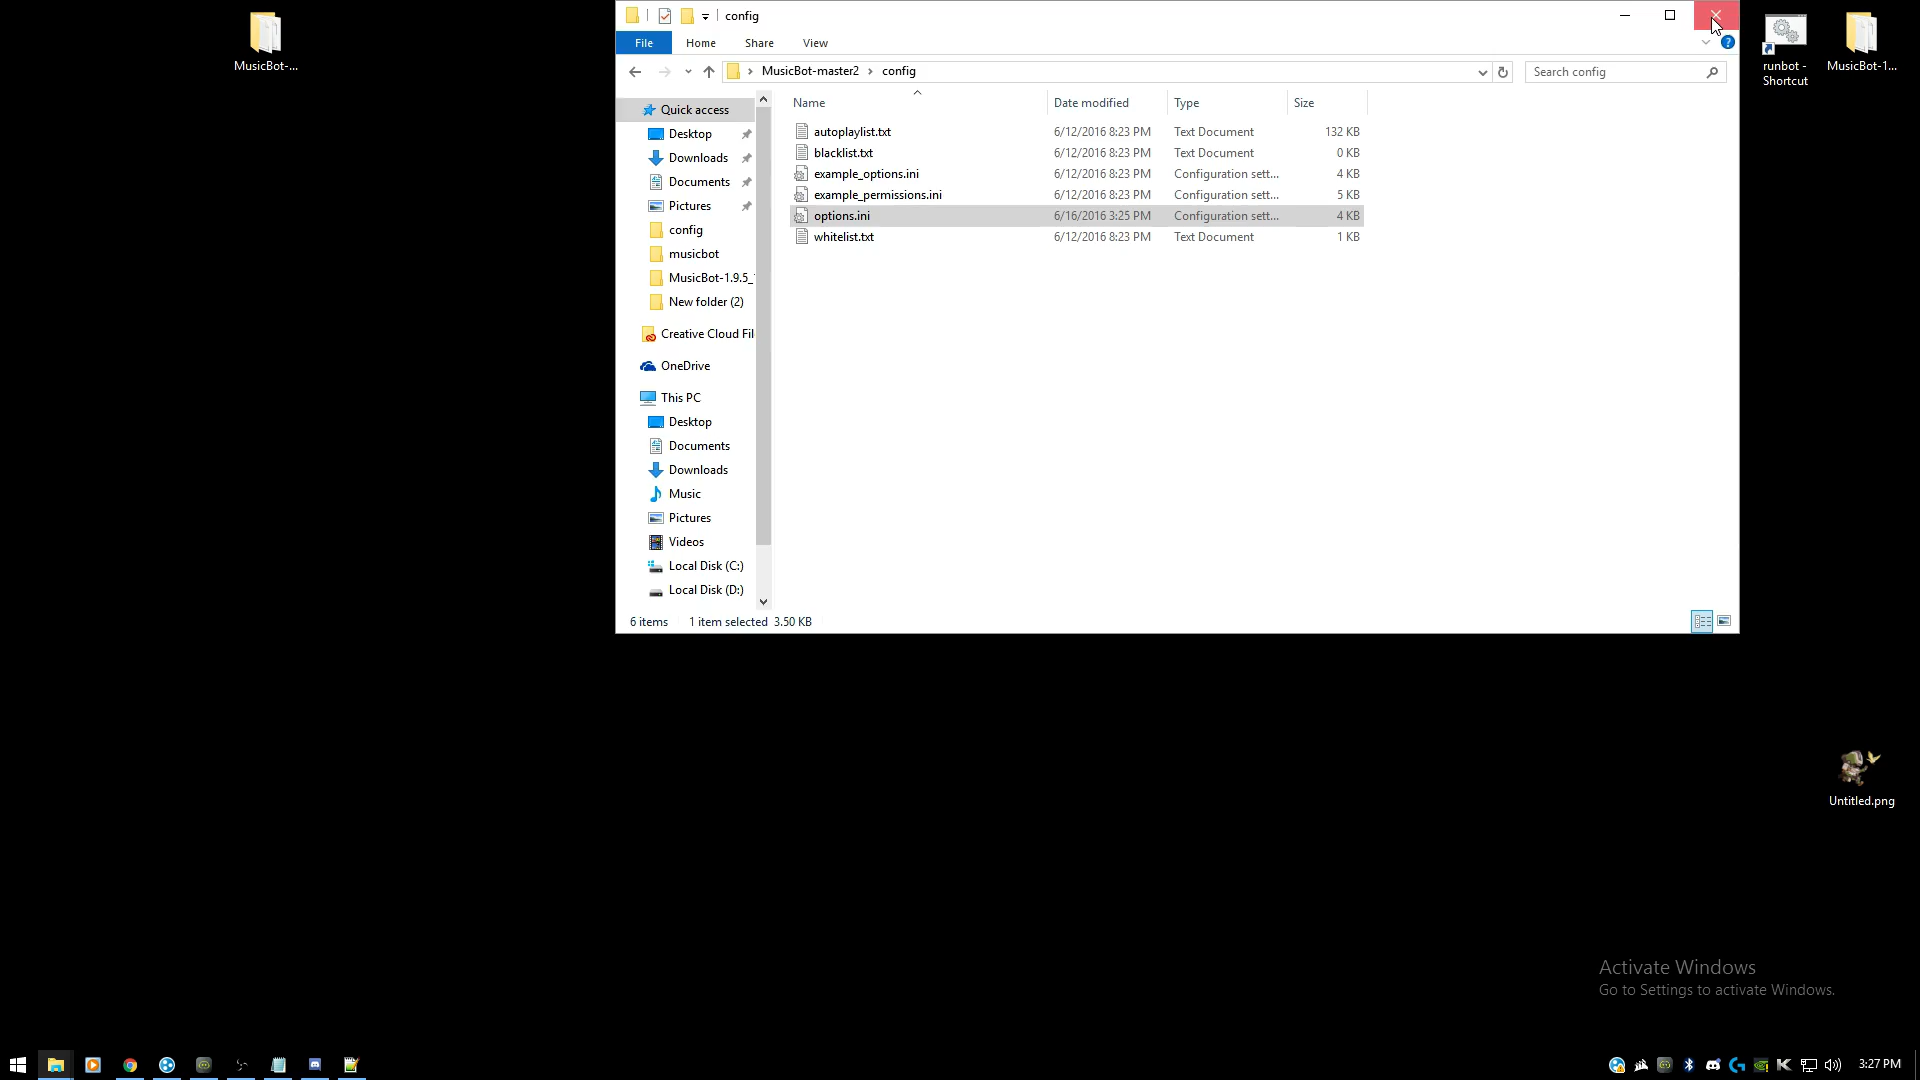 MusicBot-...
config
runbot -
Shortcut
MusicBot-1...
File
Home
Share
View
MusicBot-master2
config
Search config
Name
Date modified
Type
Size
Quick access
Desktop
Downloads
Documents
Pictures
config
musicbot
MusicBot-1.9.5_
New folder (2)
Creative Cloud Fil
OneDrive
This PC
Desktop
Documents
Downloads
Music
Pictures
Videos
Local Disk (C:)
Local Disk (D:)
autoplaylist.txt 6/12/2016 8:23 PM Text Document 132 KB
blacklist.txt 6/12/2016 8:23 PM Text Document 0 KB
example_options.ini 6/12/2016 8:23 PM Configuration sett... 4 KB
example_permissions.ini 6/12/2016 8:23 PM Configuration sett... 5 KB
options.ini 6/16/2016 3:25 PM Configuration sett... 4 KB
whitelist.txt 6/12/2016 8:23 PM Text Document 1 KB
6 items 1 item selected 3.50 KB
Untitled.png
Activate Windows
Go to Settings to activate Windows.
3:27 PM